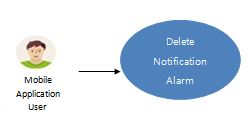 Delete
Notification
Alarm
Mobile
Application
User